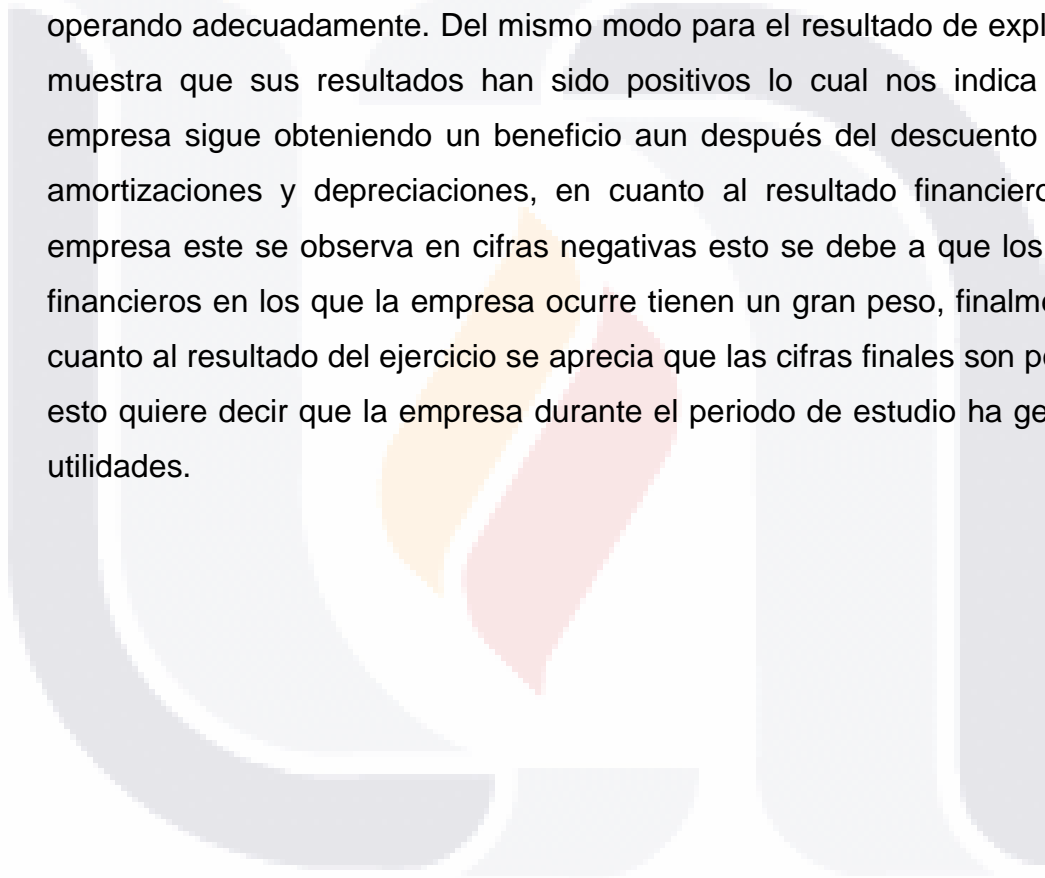 operando adecuadamente. Del mismo modo para el resultado de expl
muestra que sus resultados han sido positivos lo cual nos indica
empresa sigue obteniendo un beneficio aun después del descuento
amortizaciones y depreciaciones, en cuanto al resultado financiero
empresa este se observa en cifras negativas esto se debe a que los
financieros en los que la empresa ocurre tienen un gran peso, finalm
cuanto al resultado del ejercicio se aprecia que las cifras finales son p
esto quiere decir que la empresa durante el periodo de estudio ha ge
utilidades.